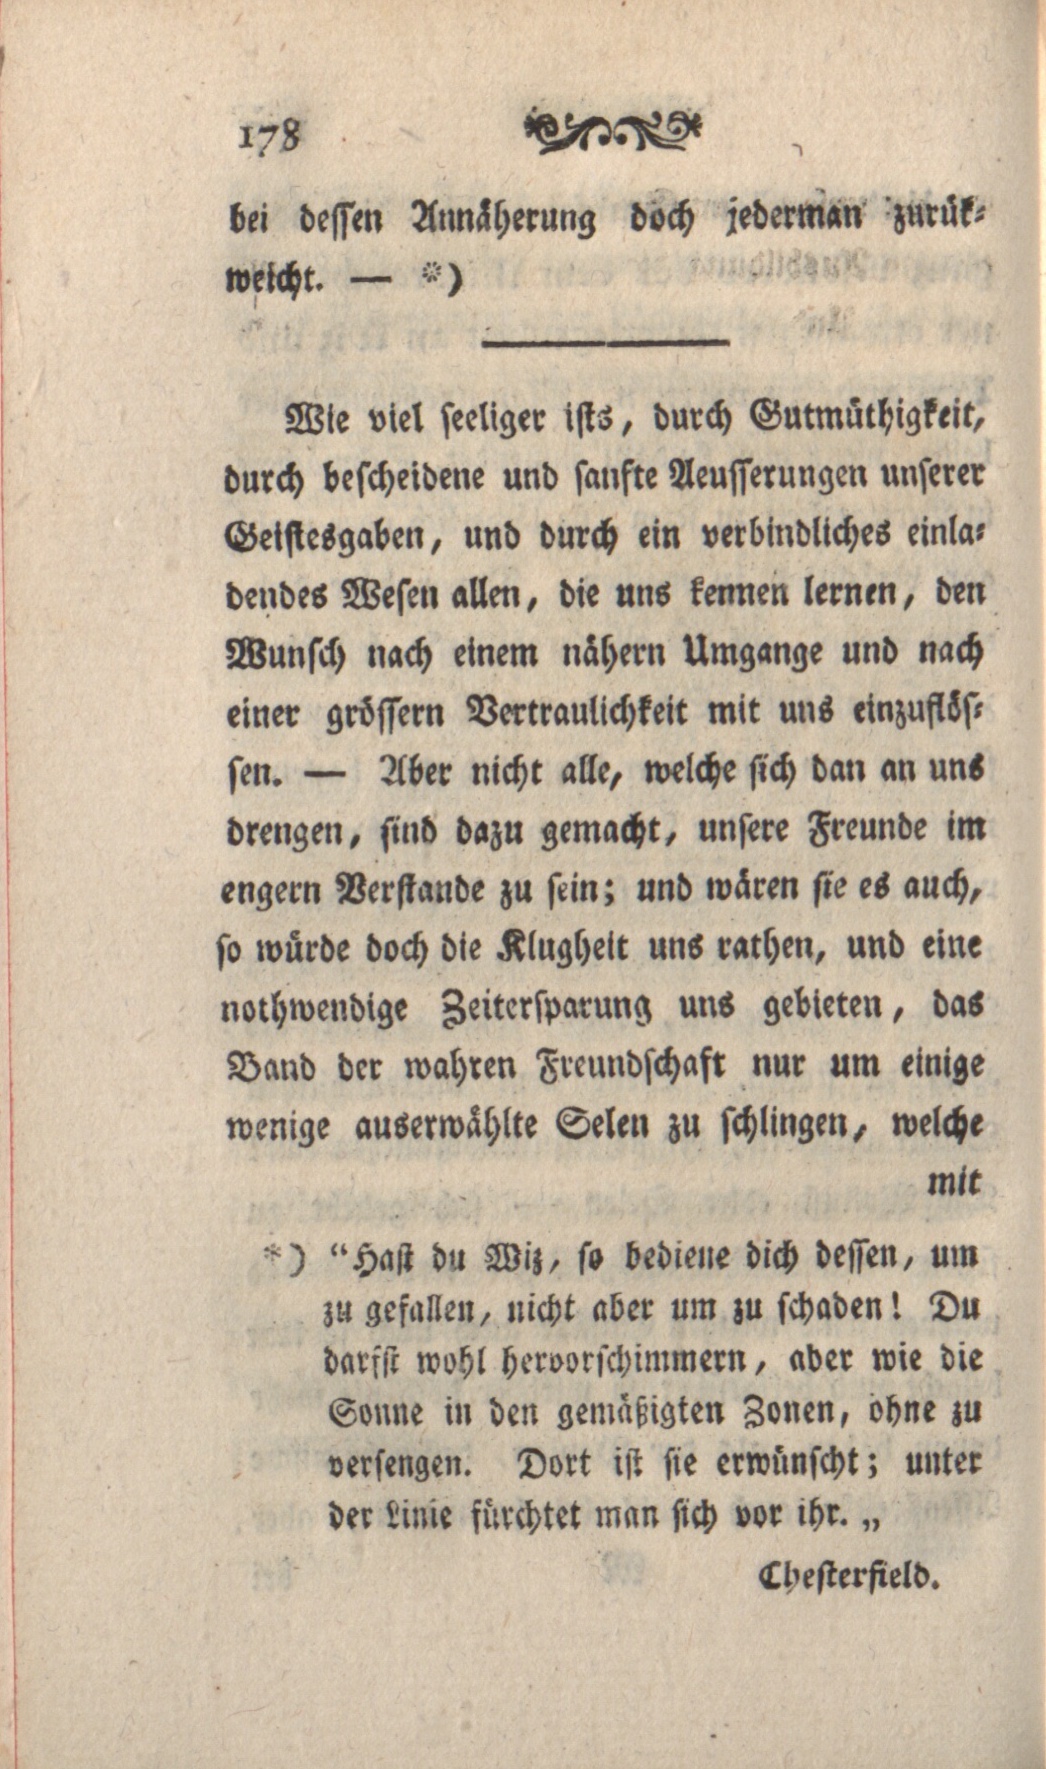 178
bei dessen Annäherung doch jederman zurük-
weicht. — *)
Wie viel seeliger ists, durch Gutmüthigkeit,
durch bescheidene und sanfte Aeusserungen unserer
Geistesgaben, und durch ein verbindliches einla-
dendes Wesen allen, die uns kennen lernen, den
Wunsch nach einem nähern Umgange und nach
einer grössern Vertraulichkeit mit uns einzuflös-
sen. — Aber nicht alle, welche sich dan an uns
drengen, sind dazu gemacht, unsere Freunde im
engern Verstande zu sein; und wären sie es auch,
so würde doch die Klugheit uns rathen, und eine
nothwendige Zeitersparung uns gebieten, das
Band der wahren Freundschaft nur um einige
wenige auserwählte Selen zu schlingen, welche
mit
*) “Hast du Wiz, so bediene dich dessen, um
zu gefallen, nicht aber um zu schaden! Du
darfst wohl hervorschimmern, aber wie die
Sonne in den gemäßigten Zonen, ohne zu
versengen. Dort ist sie erwünscht; unter
der Linie fürchtet man sich vor ihr. „
Chesterfield.